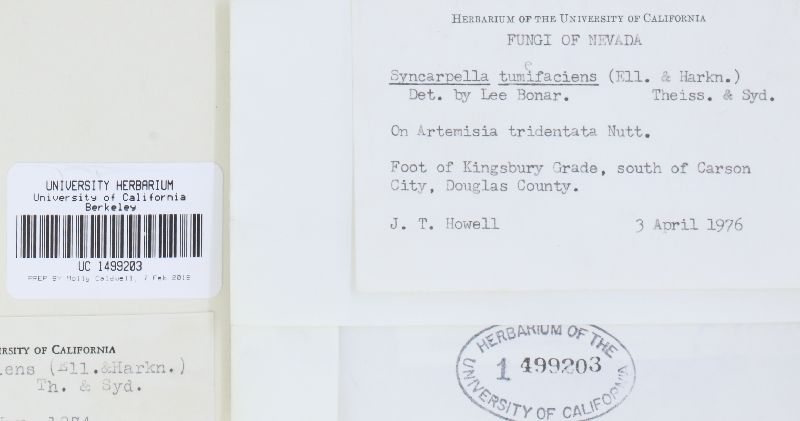 HERBARIUM OF THE UNIVERSITY OF CALIFORNIA
FUNGI OF NEVADA
e
Syncarpella tumifaciens (Ell. & Harkn.)
Det. by Lee Bonar. Theiss. & Syd.
On Artemisia tridentata Nutt.
Foot of Kingsbury Grade, south of Carson
City, Douglas County.
J. T. Howell 3 April 1976
UNIVERSITY HERBARIUM
University of California
Berkeley
UC 1499203
PREP BY Molly Caldwell, 7 Feb 2019
RSITY OF CALIFORNIA
ens (Ell.&Harkn.)
Th. & Syd.
HERBARIUM OF THE
1 499203
UNIVERSITY OF CALIFORNIA